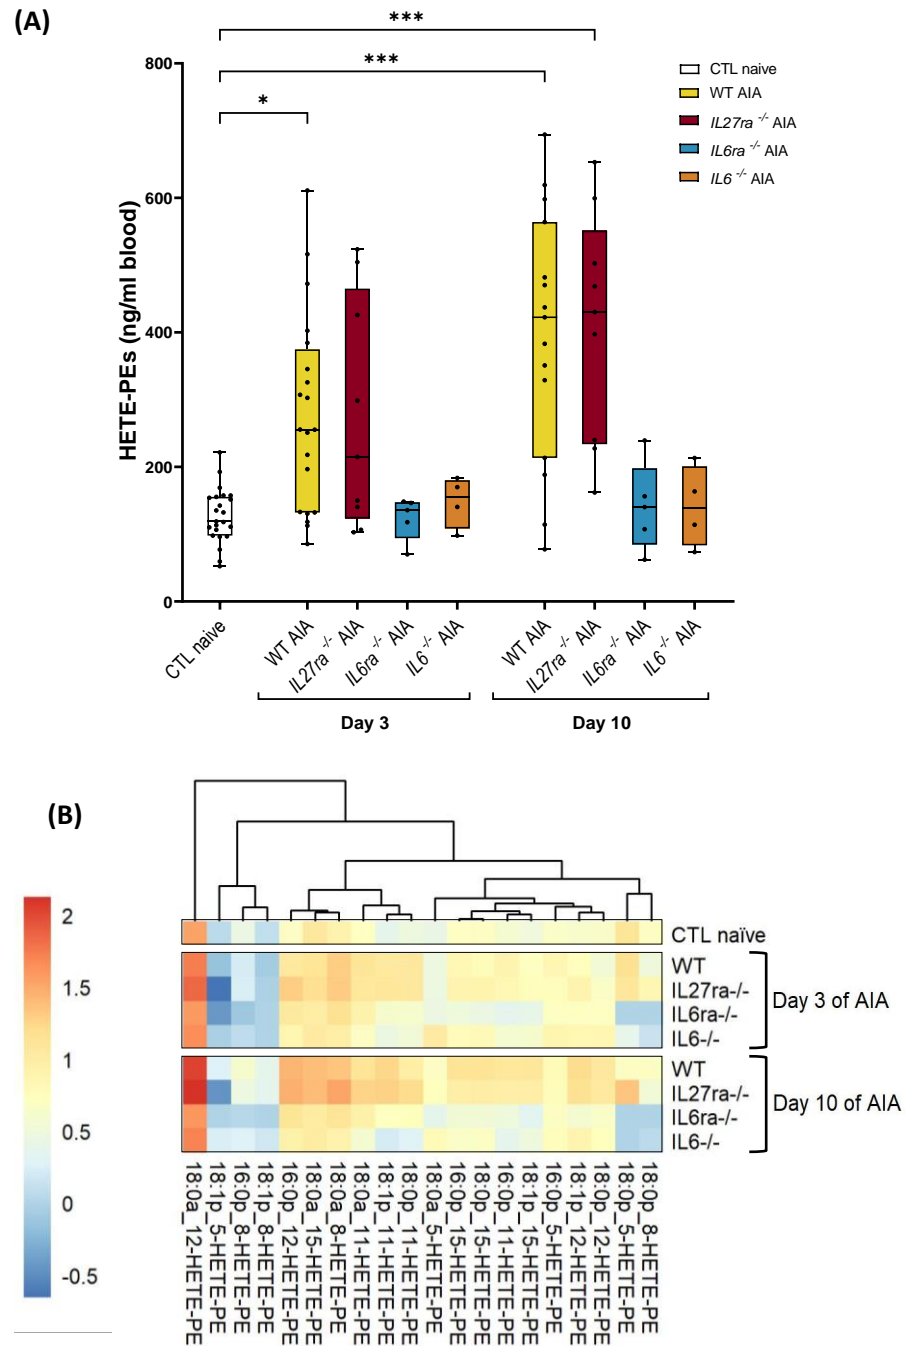 (A)
***
***
*
CTL naive
WT AIA
IL27ra -/- AIA
IL6ra -/- AIA
IL6 -/- AIA
HETE-PEs (ng/ml blood)
800
600
400
200
0
CTL naive
WT AIA
IL27ra -/- AIA
IL6ra -/- AIA
IL6 -/- AIA
WT AIA
IL27ra -/- AIA
IL6ra -/- AIA
IL6 -/- AIA
Day 3
Day 10
(B)
2
1.5
1
0.5
0
-0.5
CTL naïve
WT
IL27ra-/-
IL6ra-/-
IL6-/-
Day 3 of AIA
WT
IL27ra-/-
IL6ra-/-
IL6-/-
Day 10 of AIA
18:0a_12-HETE-PE
18:1p_5-HETE-PE
16:0p_8-HETE-PE
18:1p_8-HETE-PE
16:0p_12-HETE-PE
18:0a_15-HETE-PE
18:0a_8-HETE-PE
18:0a_11-HETE-PE
18:1p_11-HETE-PE
18:0p_11-HETE-PE
18:0a_5-HETE-PE
18:0p_15-HETE-PE
16:0p_15-HETE-PE
16:0p_11-HETE-PE
18:1p_15-HETE-PE
16:0p_5-HETE-PE
18:1p_12-HETE-PE
18:0p_12-HETE-PE
18:0p_5-HETE-PE
18:0p_8-HETE-PE